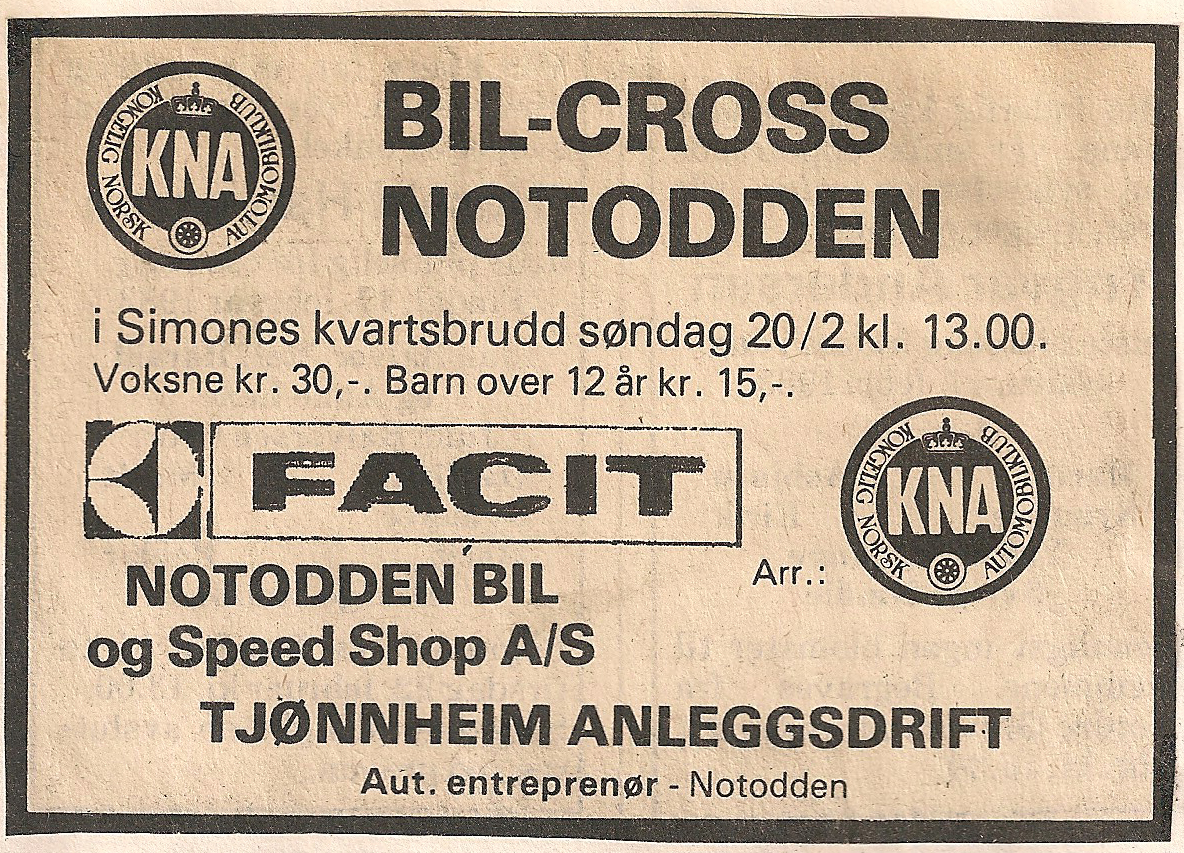 KONGELIG NORSK AUTOMOBILKLUB
KNA
BIL-CROSS
NOTODDEN
i Simones kvartsbrudd søndag 20/2 kl. 13.00.
Voksne kr. 30,-. Barn over 12 år kr. 15,-.
FACIT
Arr.:
KONGELIG NORSK AUTOMOBILKLUB
KNA
NOTODDEN BIL
og Speed Shop A/S
TJØNNHEIM ANLEGGSDRIFT
Aut. entreprenør - Notodden